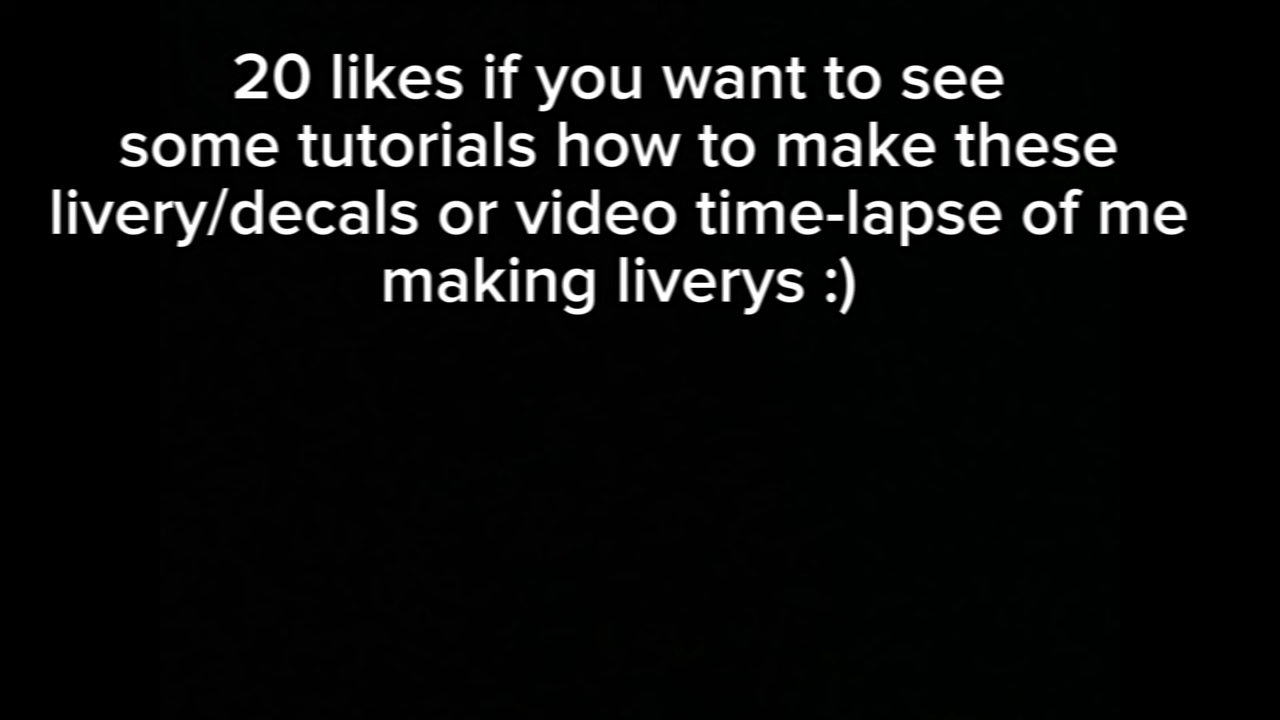 20 likes if you want to see
some tutorials how to make these
livery/decals or video time-lapse of me
making liverys :)